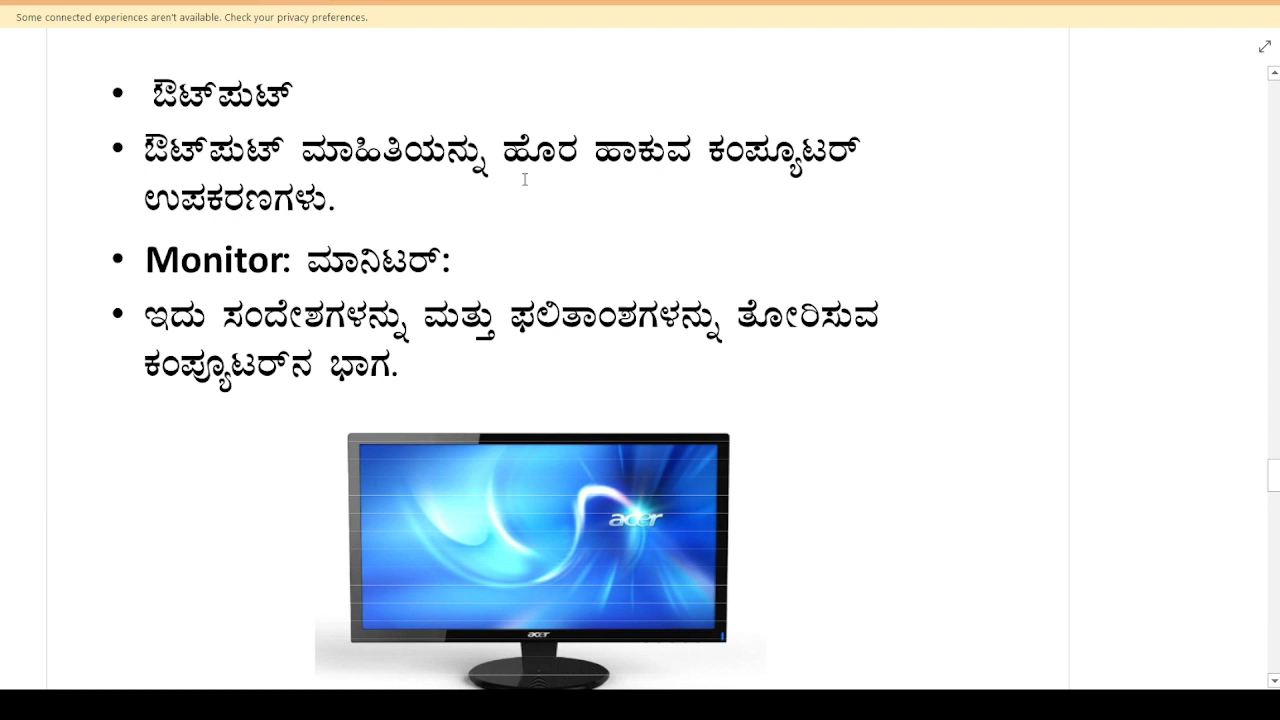 Some connected experiences aren't available. Check your privacy preferences.
• ಔಟ್‌ಪುಟ್
• ಔಟ್‌ಪುಟ್ ಮಾಹಿತಿಯನ್ನು ಹೊರ ಹಾಕುವ ಕಂಪ್ಯೂಟರ್
ಉಪಕರಣಗಳು.
• Monitor: ಮಾನಿಟರ್:
• ಇದು ಸಂದೇಶಗಳನ್ನು ಮತ್ತು ಫಲಿತಾಂಶಗಳನ್ನು ತೋರಿಸುವ
ಕಂಪ್ಯೂಟರ್‌ನ ಭಾಗ.
acer
acer